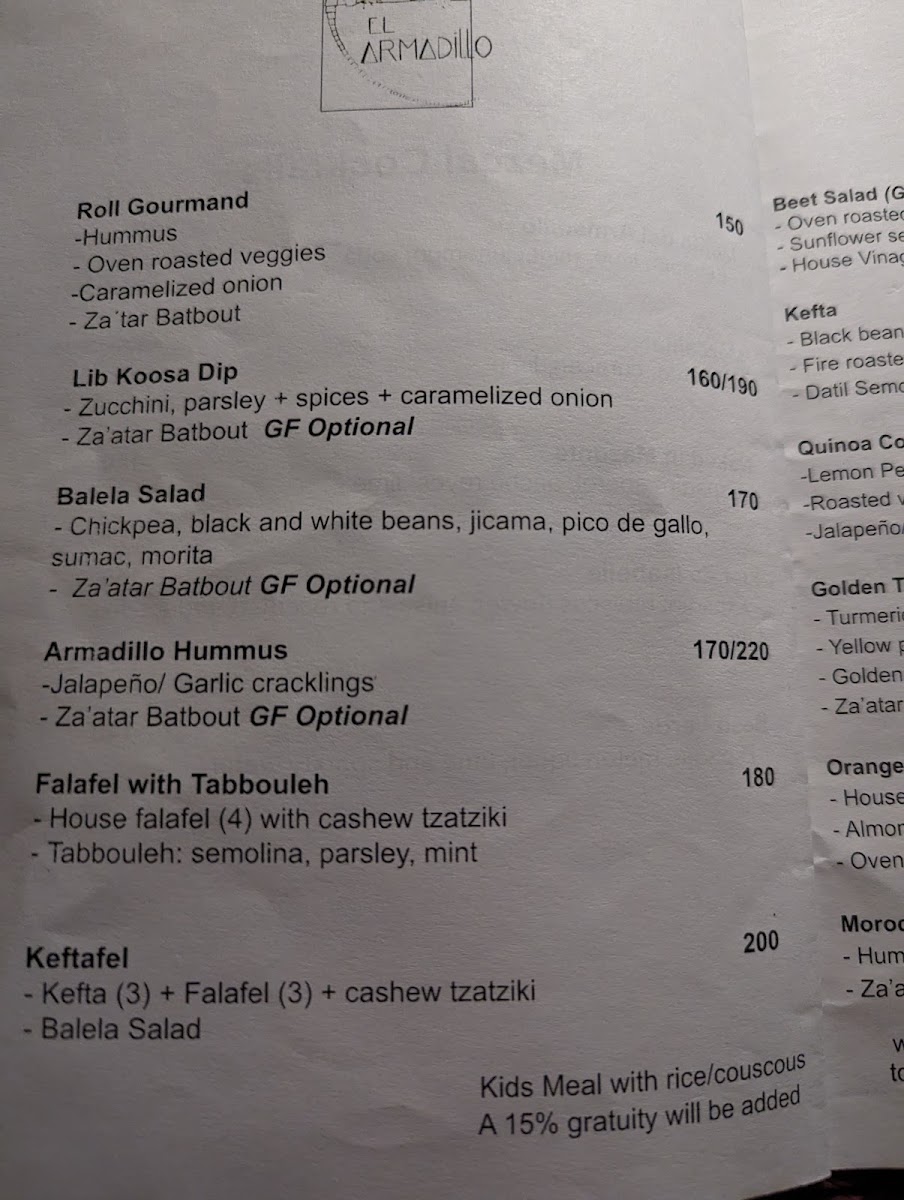 EL
ARMADILLO
Roll Gourmand 150
-Hummus
- Oven roasted veggies
-Caramelized onion
- Za´tar Batbout
Lib Koosa Dip 160/190
- Zucchini, parsley + spices + caramelized onion
- Za'atar Batbout GF Optional
Balela Salad 170
- Chickpea, black and white beans, jicama, pico de gallo,
sumac, morita
- Za'atar Batbout GF Optional
Armadillo Hummus 170/220
-Jalapeño/ Garlic cracklings
- Za'atar Batbout GF Optional
Falafel with Tabbouleh 180
- House falafel (4) with cashew tzatziki
- Tabbouleh: semolina, parsley, mint
Keftafel 200
- Kefta (3) + Falafel (3) + cashew tzatziki
- Balela Salad
Kids Meal with rice/couscous
A 15% gratuity will be added
Beet Salad (G
- Oven roasted
- Sunflower se
- House Vinag
Kefta
- Black bean
- Fire roaste
- Datil Semo
Quinoa Co
-Lemon Pe
-Roasted v
-Jalapeño/
Golden T
- Turmeri
- Yellow p
- Golden
- Za'atar
Orange
- House
- Almon
- Oven
Moroc
- Hum
- Za'a
w
to